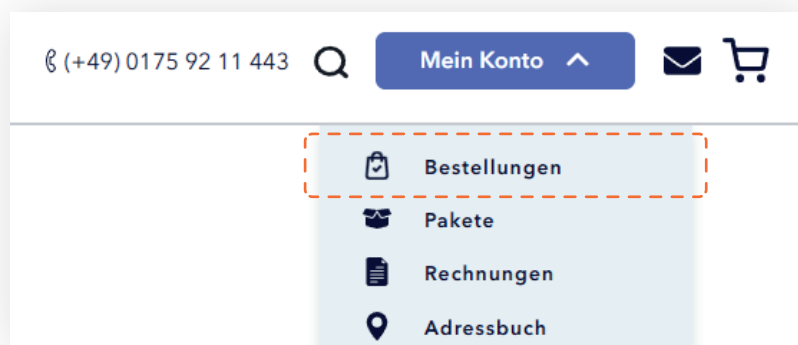 (+49) 0175 92 11 443 Mein Konto
Bestellungen
Pakete
Rechnungen
Adressbuch